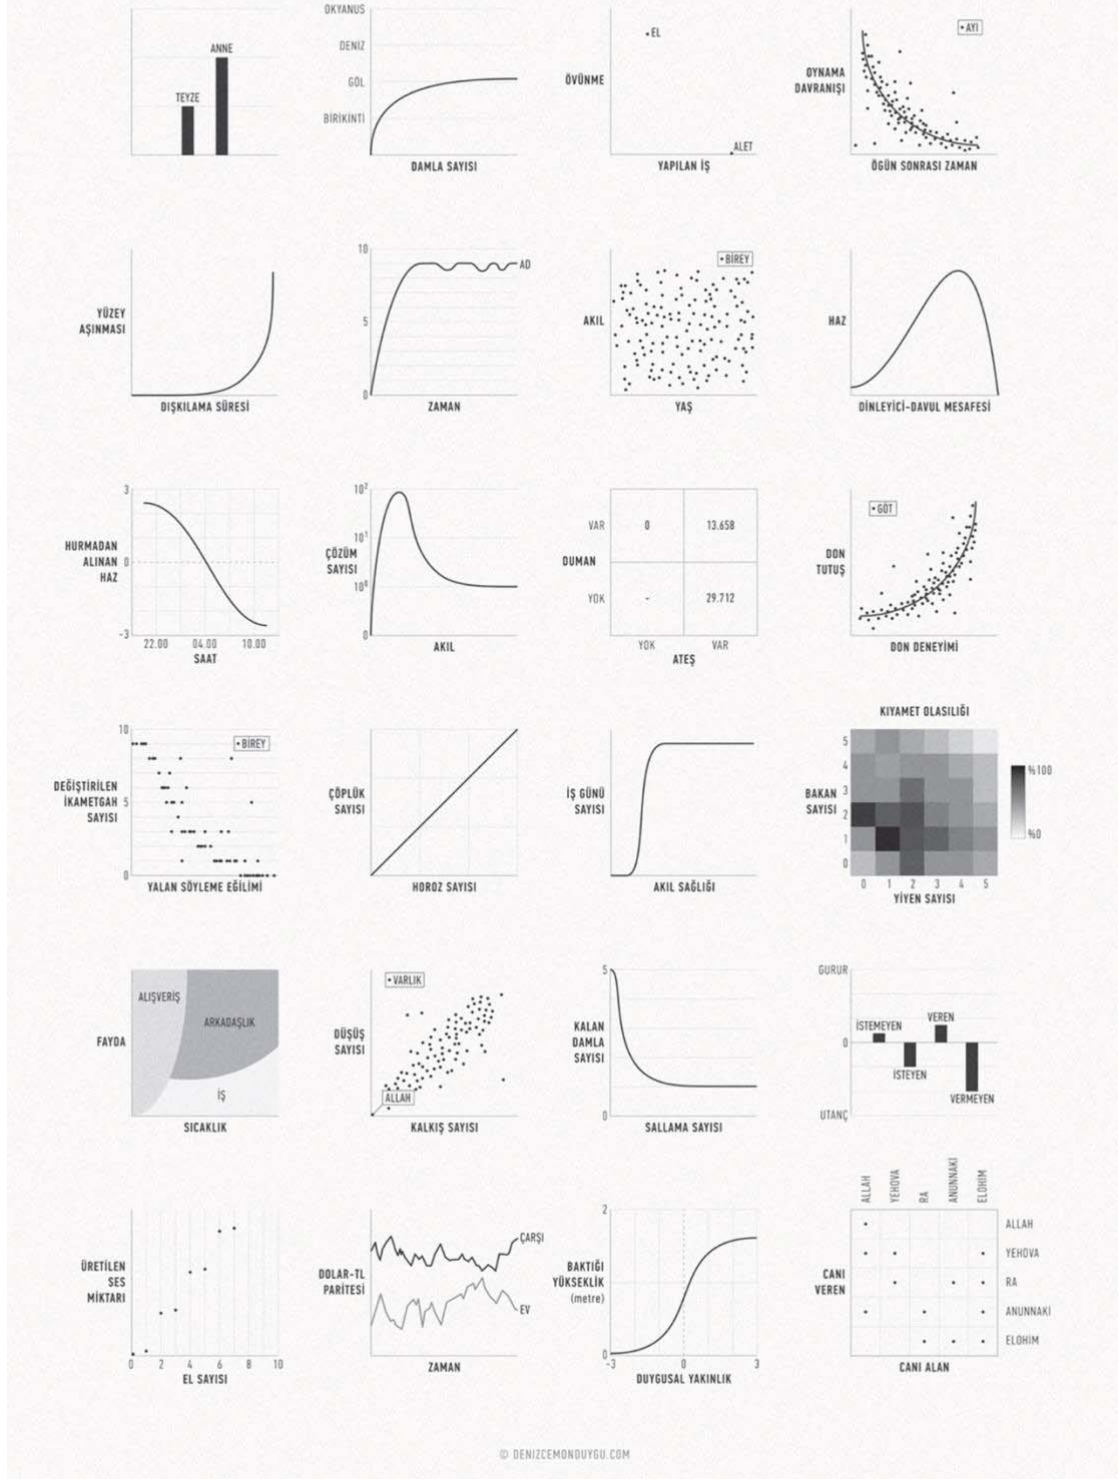 ANNE
TEYZE
OKYANUS
DENİZ
GÖL
BİRİKİNTİ
DAMLA SAYISI
ÖVÜNME
EL
ALET
YAPILAN İŞ
OYNAMA
DAVRANIŞI
AYI
ÖGÜN SONRASI ZAMAN
YÜZEY
AŞINMASI
DIŞKILAMA SÜRESİ
10
5
0
AD
ZAMAN
AKIL
BİREY
YAŞ
HAZ
DİNLEYİCİ-DAVUL MESAFESİ
HURMADAN
ALINAN
HAZ
3
0
-3
22.00 04.00 10.00
SAAT
ÇÖZÜM
SAYISI
10²
10¹
10⁰
0
AKIL
DUMAN
VAR 0 13.658
YOK - 29.712
YOK VAR
ATEŞ
DON
TUTUŞ
GÖT
DON DENEYİMİ
DEĞİŞTİRİLEN
İKAMETGAH
SAYISI
10
5
0
BİREY
YALAN SÖYLEME EĞİLİMİ
ÇÖPLÜK
SAYISI
HOROZ SAYISI
İŞ GÜNÜ
SAYISI
AKIL SAĞLIĞI
KIYAMET OLASILIĞI
BAKAN
SAYISI
5
4
3
2
1
0
0 1 2 3 4 5
YİYEN SAYISI
%100
%0
FAYDA
ALIŞVERİŞ
ARKADAŞLIK
İŞ
SICAKLIK
DÜŞÜŞ
SAYISI
VARLIK
ALLAH
KALKIŞ SAYISI
KALAN
DAMLA
SAYISI
5
0
SALLAMA SAYISI
GURUR
0
UTANÇ
İSTEMEYEN
İSTEYEN
VEREN
VERMEYEN
ÜRETİLEN
SES
MİKTARI
0 2 4 6 8 10
EL SAYISI
DOLAR-TL
PARİTESİ
ÇARŞI
EV
ZAMAN
BAKTIĞI
YÜKSEKLİK
(metre)
2
0
-3 0 3
DUYGUSAL YAKINLIK
ALLAH
YEHOVA
RA
ANUNNAKI
ELOHIM
CANI
VEREN
ALLAH
YEHOVA
RA
ANUNNAKI
ELOHIM
CANI ALAN
© DENIZCEMONDUYGU.COM